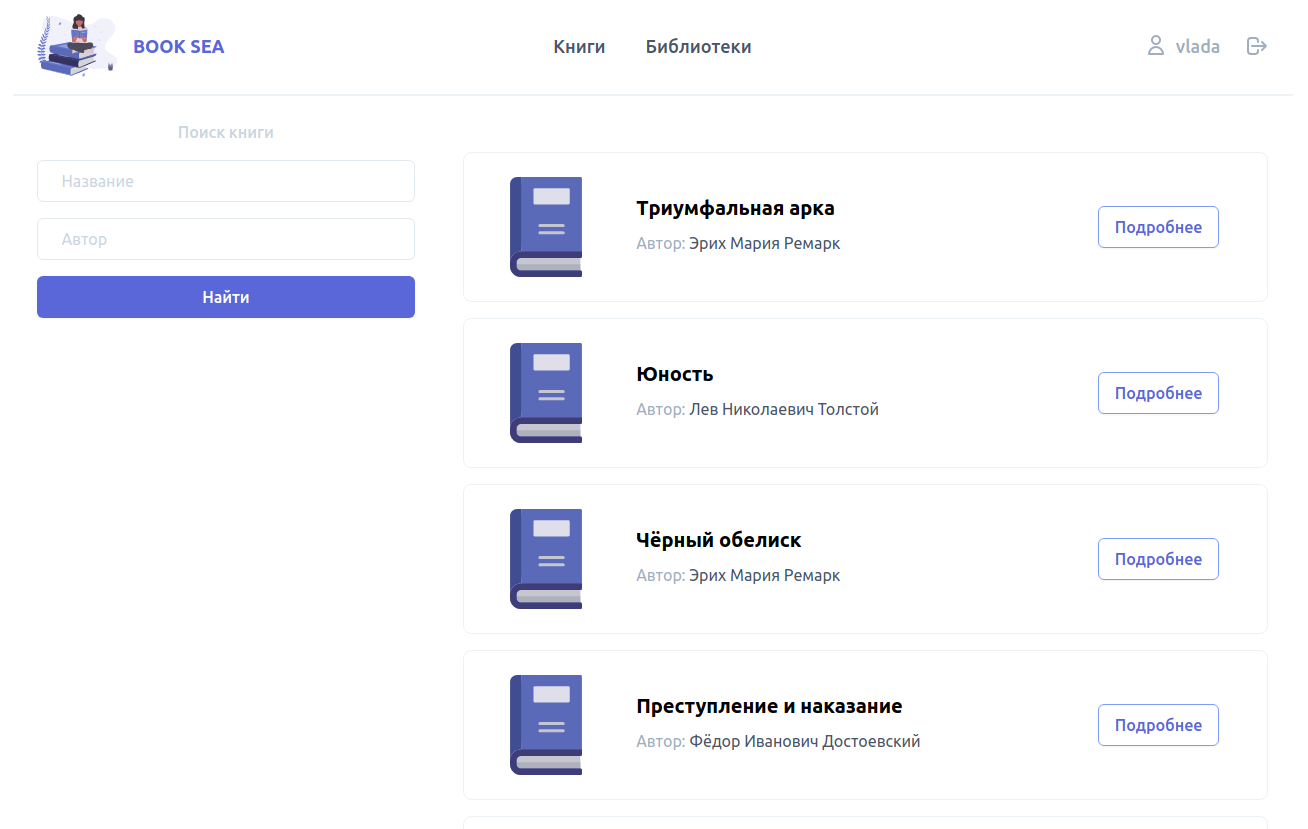 BOOK SEA
Книги
Библиотеки
vlada
Поиск книги
Название
Автор
Найти
Триумфальная арка
Автор: Эрих Мария Ремарк
Подробнее
Юность
Автор: Лев Николаевич Толстой
Подробнее
Чёрный обелиск
Автор: Эрих Мария Ремарк
Подробнее
Преступление и наказание
Автор: Фёдор Иванович Достоевский
Подробнее